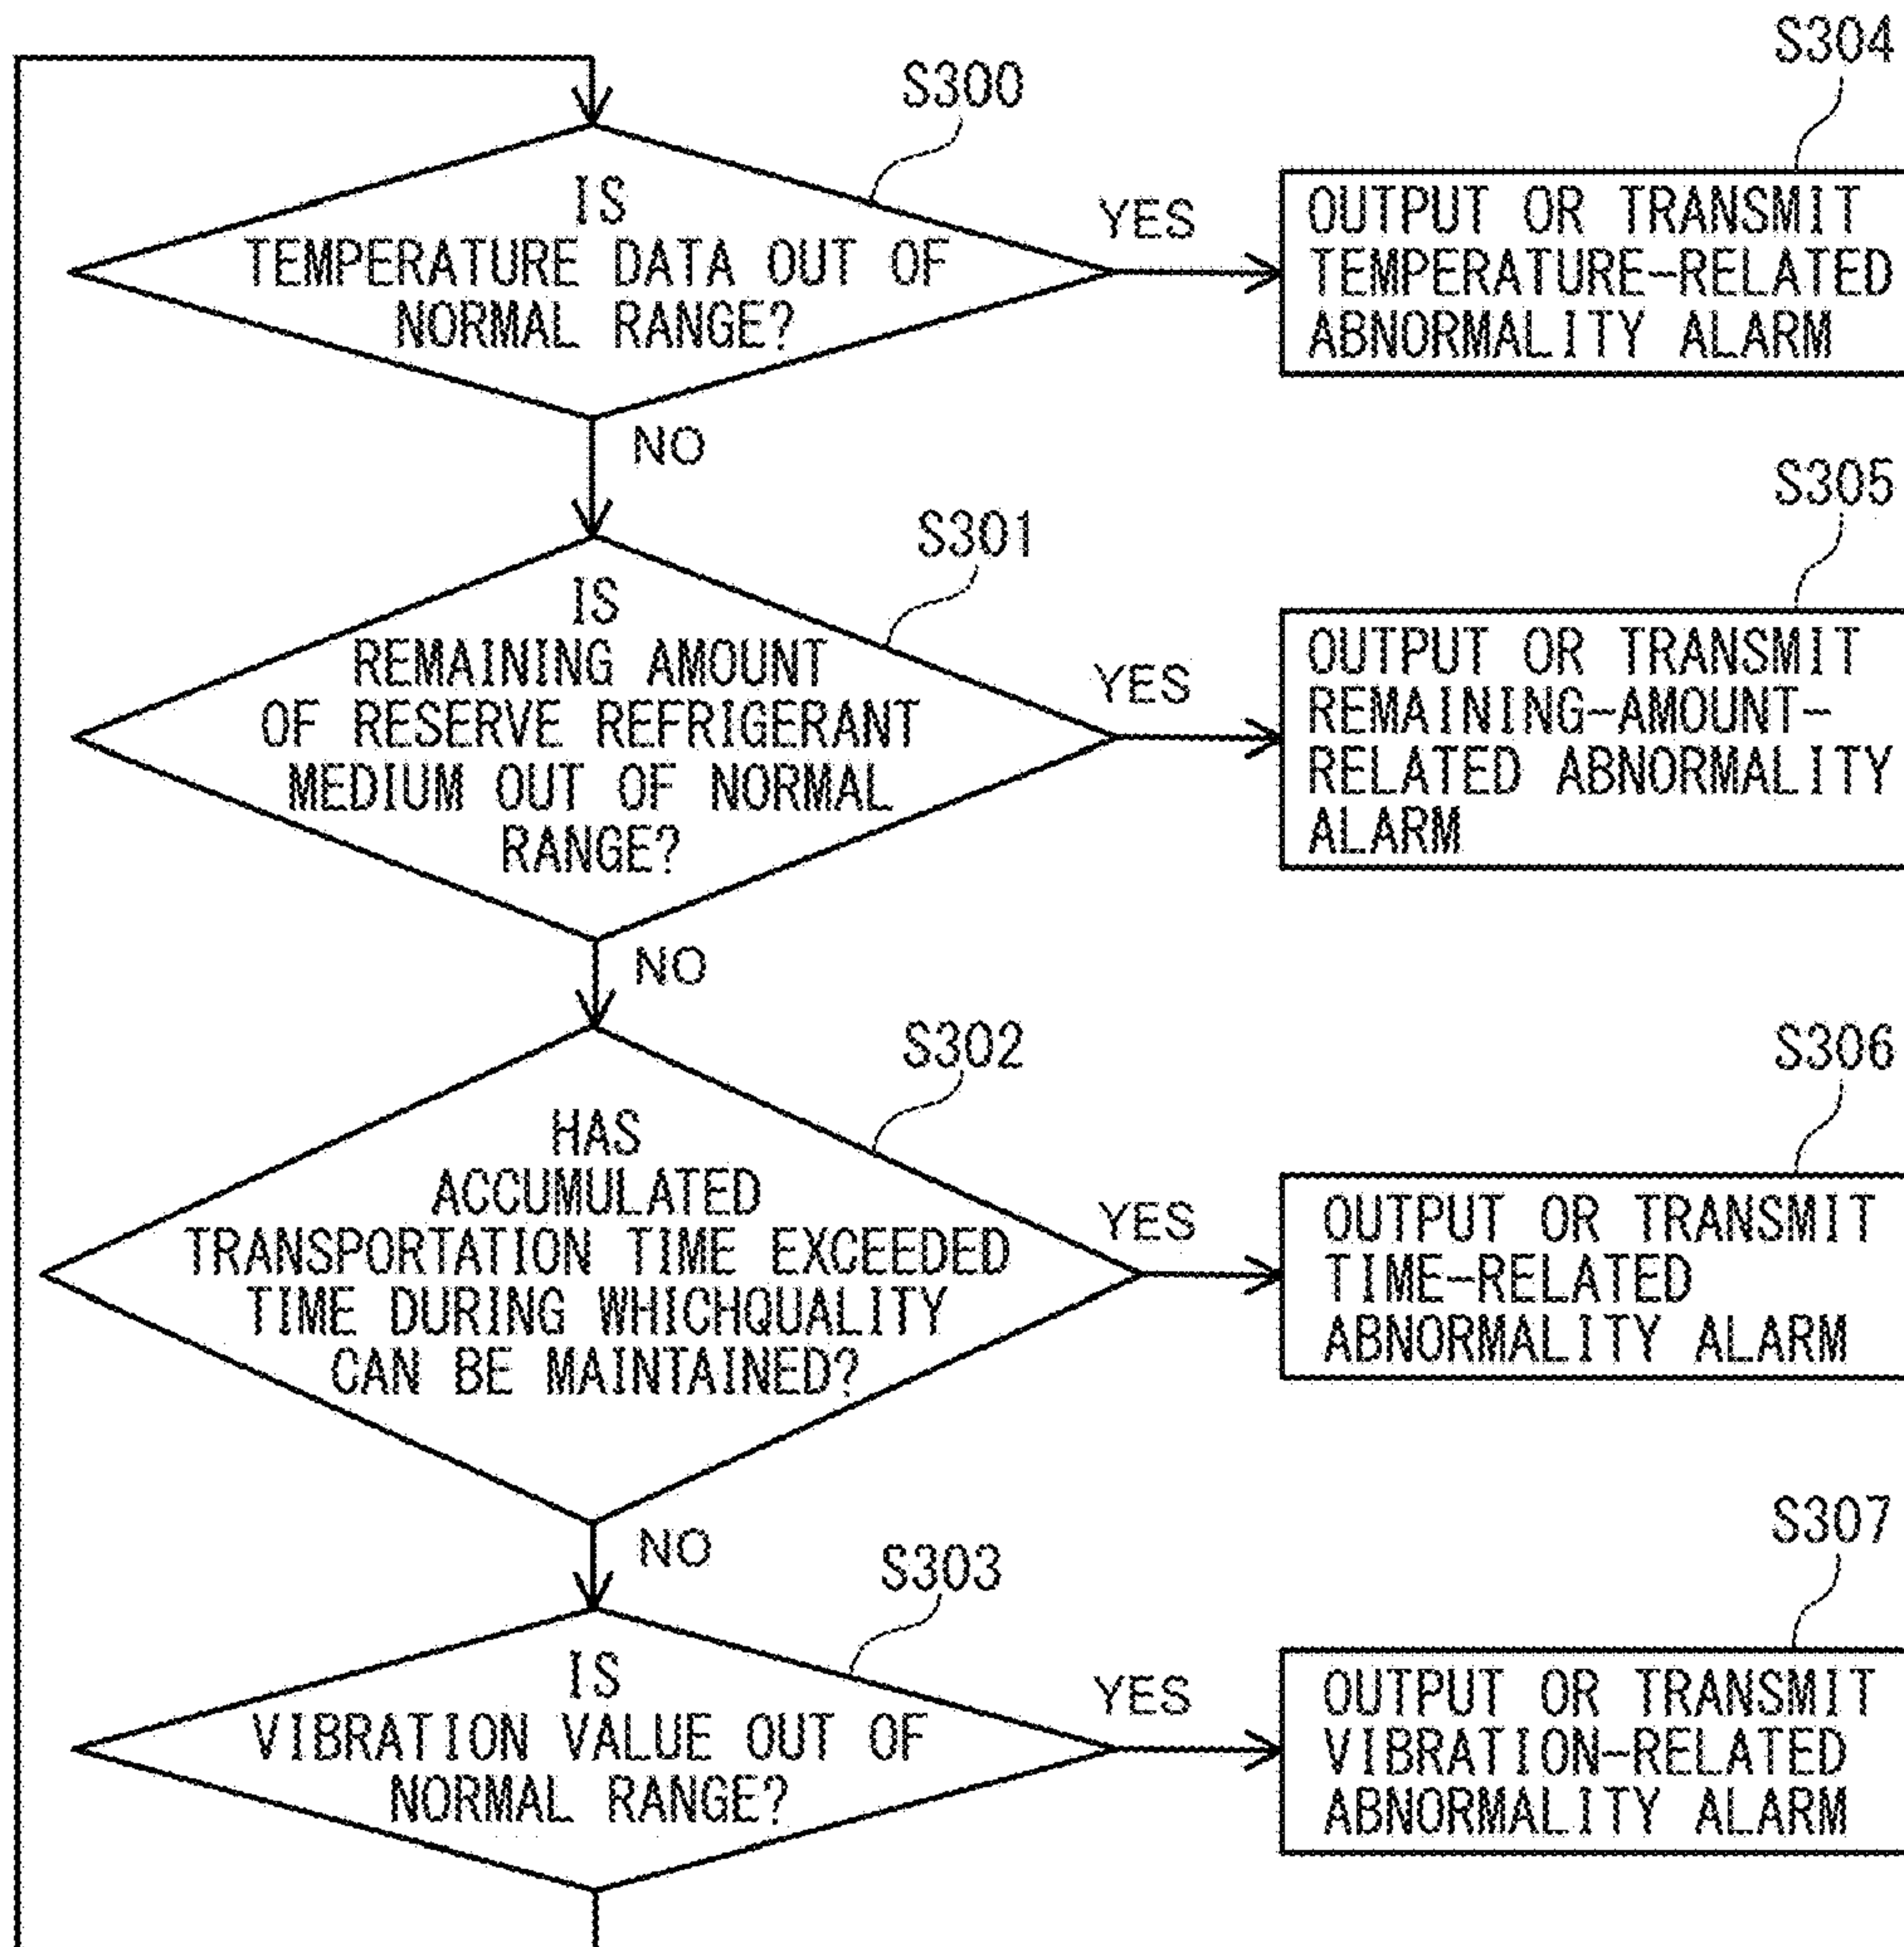 S304
S300
IS
TEMPERATURE DATA OUT OF
NORMAL RANGE?
YES
OUTPUT OR TRANSMIT
TEMPERATURE-RELATED
ABNORMALITY ALARM
NO
S305
S301
IS
REMAINING AMOUNT
OF RESERVE REFRIGERANT
MEDIUM OUT OF NORMAL
RANGE?
YES
OUTPUT OR TRANSMIT
REMAINING-AMOUNT-
RELATED ABNORMALITY
ALARM
NO
S302
S306
HAS
ACCUMULATED
TRANSPORTATION TIME EXCEEDED
TIME DURING WHICHQUALITY
CAN BE MAINTAINED?
YES
OUTPUT OR TRANSMIT
TIME-RELATED
ABNORMALITY ALARM
NO
S303
S307
IS
VIBRATION VALUE OUT OF
NORMAL RANGE?
YES
OUTPUT OR TRANSMIT
VIBRATION-RELATED
ABNORMALITY ALARM